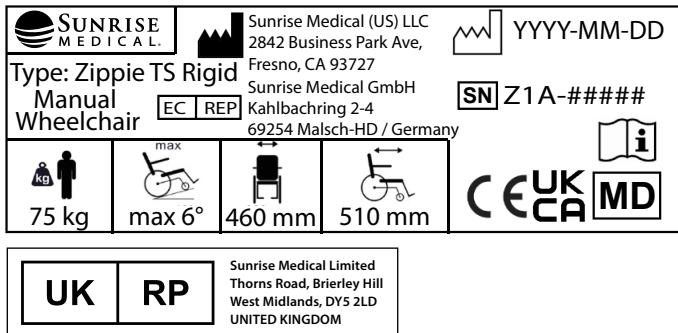 SUNRISE
MEDICAL.
Sunrise Medical (US) LLC
2842 Business Park Ave,
Fresno, CA 93727
YYYY-MM-DD
Type: Zippie TS Rigid
Manual
Wheelchair
EC REP
Sunrise Medical GmbH
Kahlbachring 2-4
69254 Malsch-HD / Germany
SN Z1A-#####
i
kg
75 kg
max
max 6°
460 mm
510 mm
CE
UK
CA
MD
UK RP
Sunrise Medical Limited
Thorns Road, Brierley Hill
West Midlands, DY5 2LD
UNITED KINGDOM